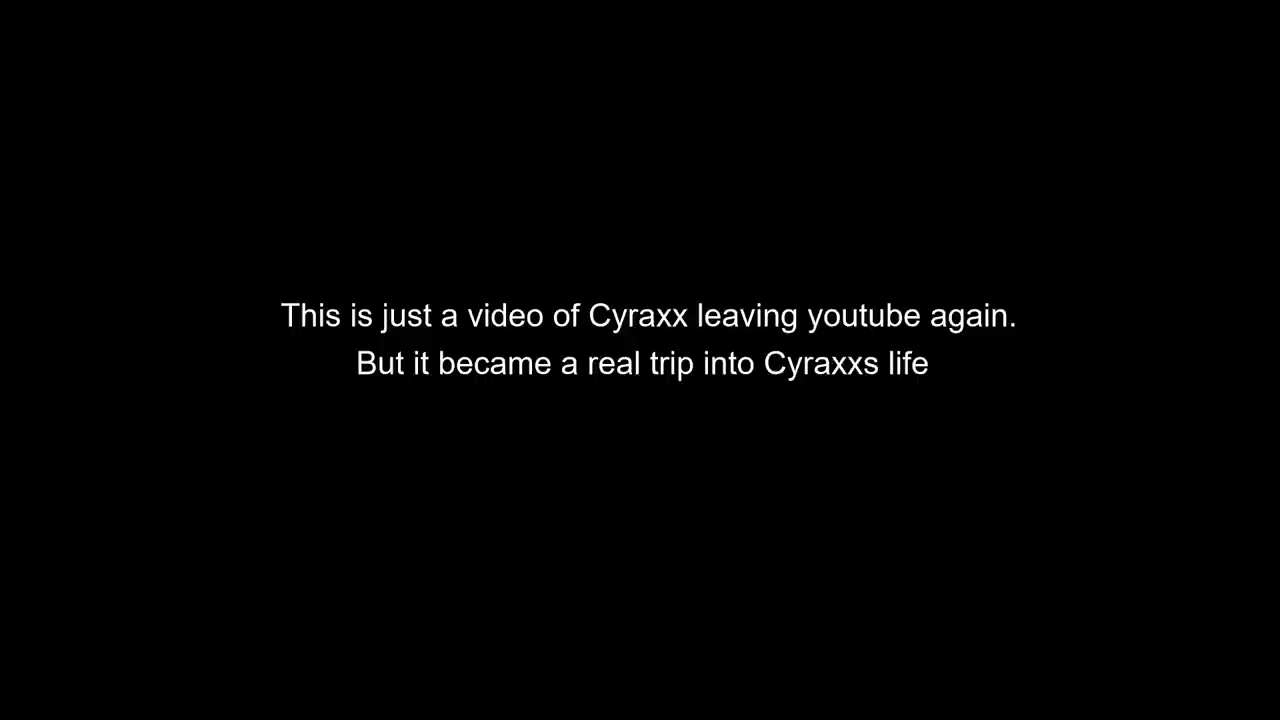 This is just a video of Cyraxx leaving youtube again.
But it became a real trip into Cyraxxs life